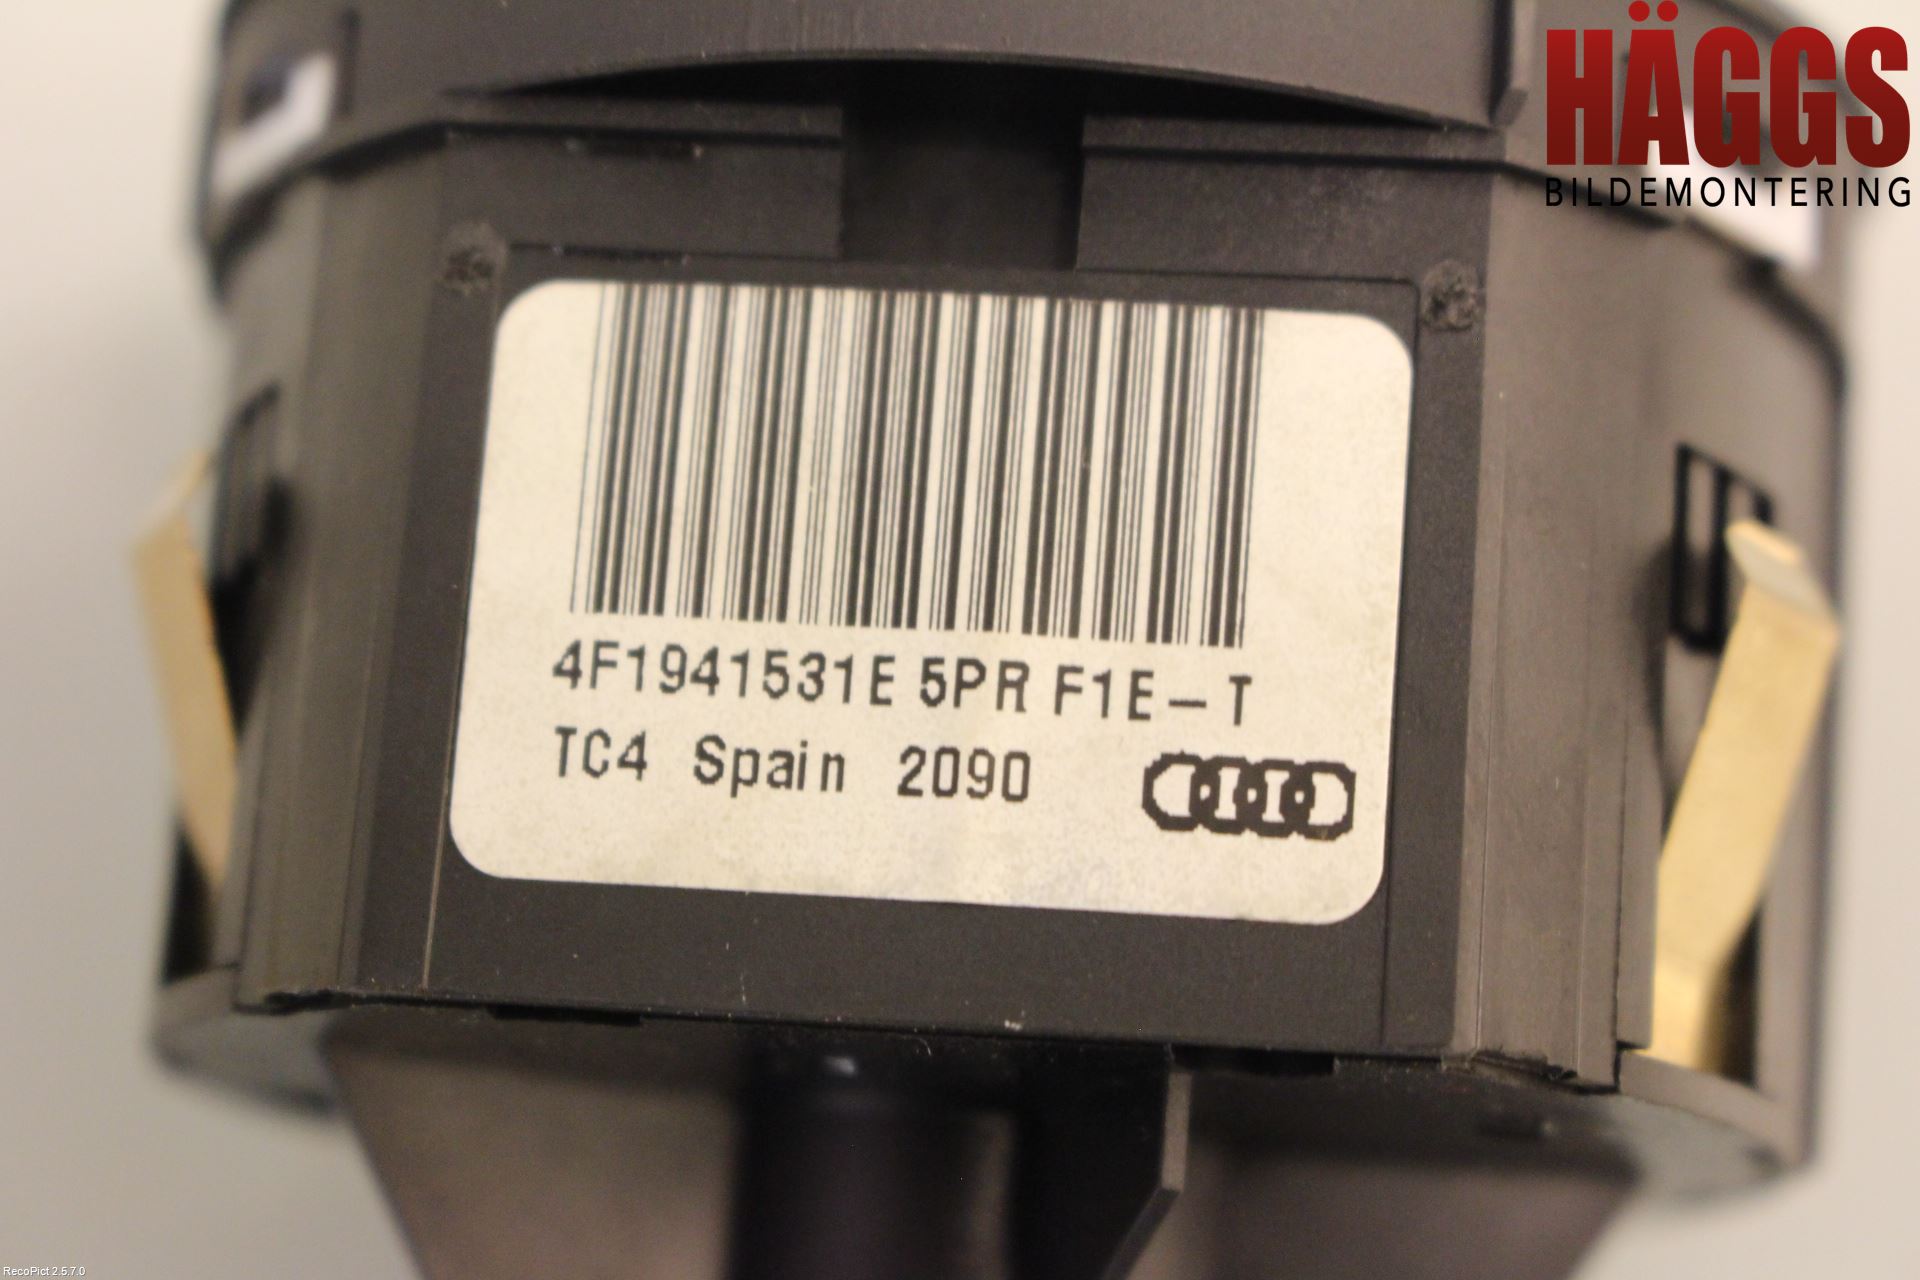 HÄGGS
BILDEMONTERING
4F1941531E 5PR F1E-T
TC4 Spain 2090
RecoPict 2.5.7.0